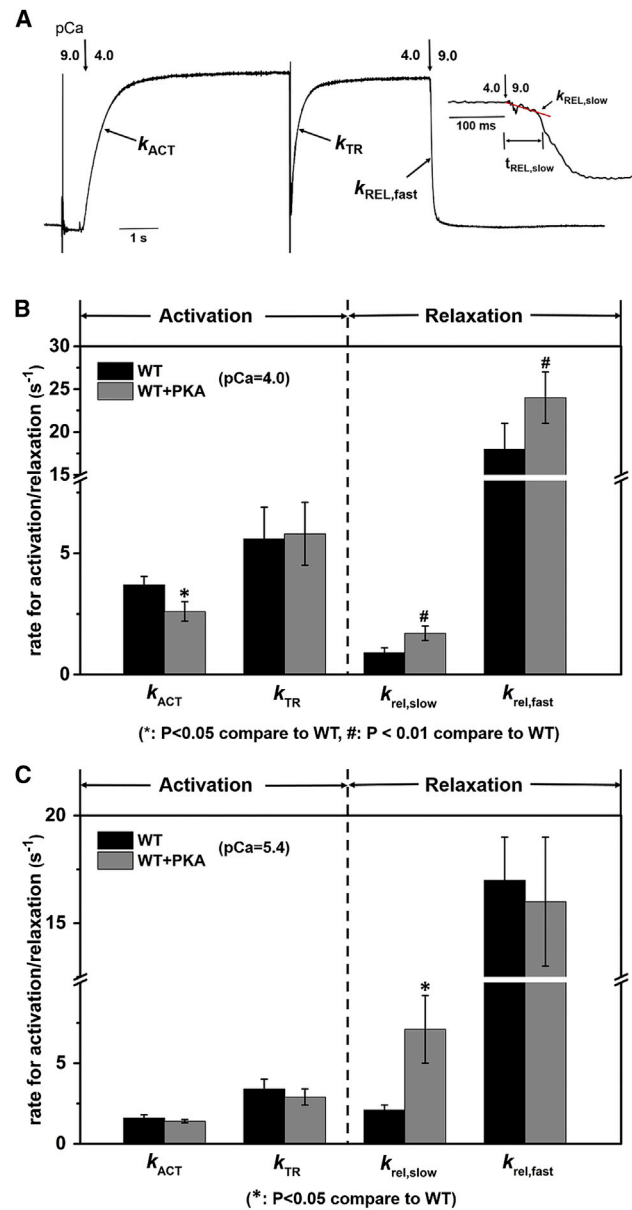 A
pCa
9.0 4.0
4.0 9.0
4.0 9.0
kREL,slow
100 ms
tREL,slow
kACT
kTR
kREL,fast
1 s
B
Activation Relaxation
rate for activation/relaxation (s-1)
30
25
20
15
5
0
WT (pCa=4.0)
WT+PKA
*
#
#
kACT kTR krel,slow krel,fast
(*: P<0.05 compare to WT, #: P < 0.01 compare to WT)
C
Activation Relaxation
rate for activation/relaxation (s-1)
20
15
5
0
WT (pCa=5.4)
WT+PKA
*
kACT kTR krel,slow krel,fast
(*: P<0.05 compare to WT)